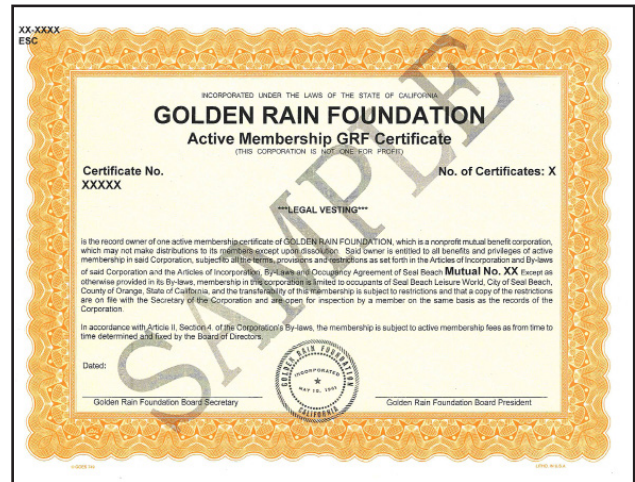 XX-XXXX
ESC
INCORPORATED UNDER THE LAWS OF THE STATE OF CALIFORNIA
GOLDEN RAIN FOUNDATION
Active Membership GRF Certificate
(THIS CORPORATION IS NOT ONE FOR PROFIT)
Certificate No.
XXXXX
No. of Certificates: X
***LEGAL VESTING***
is the record owner of one active membership certificate of GOLDEN RAIN FOUNDATION, which is a nonprofit mutual benefit corporation,
which may not make distributions to its members except upon dissolution. Said owner is entitled to all benefits and privileges of active
membership in said Corporation, subject to all the terms, provisions and restrictions as set forth in the Articles of Incorporation and By-laws
of said Corporation and the Articles of Incorporation, By-Laws and Occupancy Agreement of Seal Beach Mutual No. XX Except as
otherwise provided in its By-laws, membership in this corporation is limited to occupants of Seal Beach Leisure World, City of Seal Beach,
County of Orange, State of California, and the transferability of this membership is subject to restrictions and that a copy of the restrictions
are on file with the Secretary of the Corporation and are open for inspection by a member on the same basis as the records of the
Corporation.
In accordance with Article II, Section 4. of the Corporation's By-laws, the membership is subject to active membership fees as from time to
time determined and fixed by the Board of Directors.
Dated:
GOLDEN RAIN FOUNDATION
INCORPORATED
CALIFORNIA
Golden Rain Foundation Board Secretary
Golden Rain Foundation Board President
SAMPLE